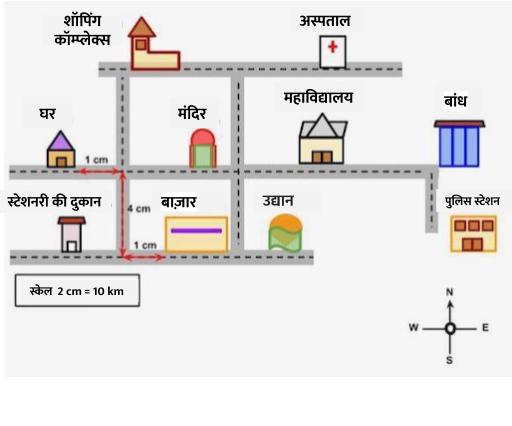 शॉपिंग
कॉम्प्लेक्स
अस्पताल
घर
मंदिर
महाविद्यालय
बांध
1 cm
स्टेशनरी की दुकान
4 cm
बाज़ार
उद्यान
पुलिस स्टेशन
1 cm
स्केल 2 cm = 10 km
N
W
E
S